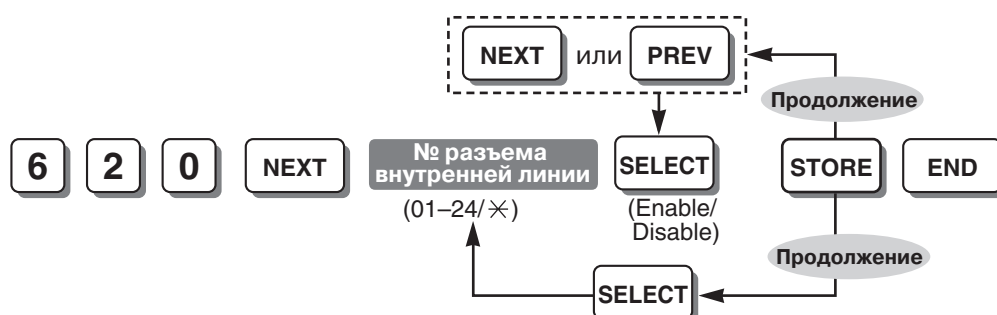 NEXT или PREV
Продолжение
6 2 0 NEXT № разъема внутренней линии SELECT STORE END
(01–24/✳)
(Enable/
Disable)
Продолжение
SELECT